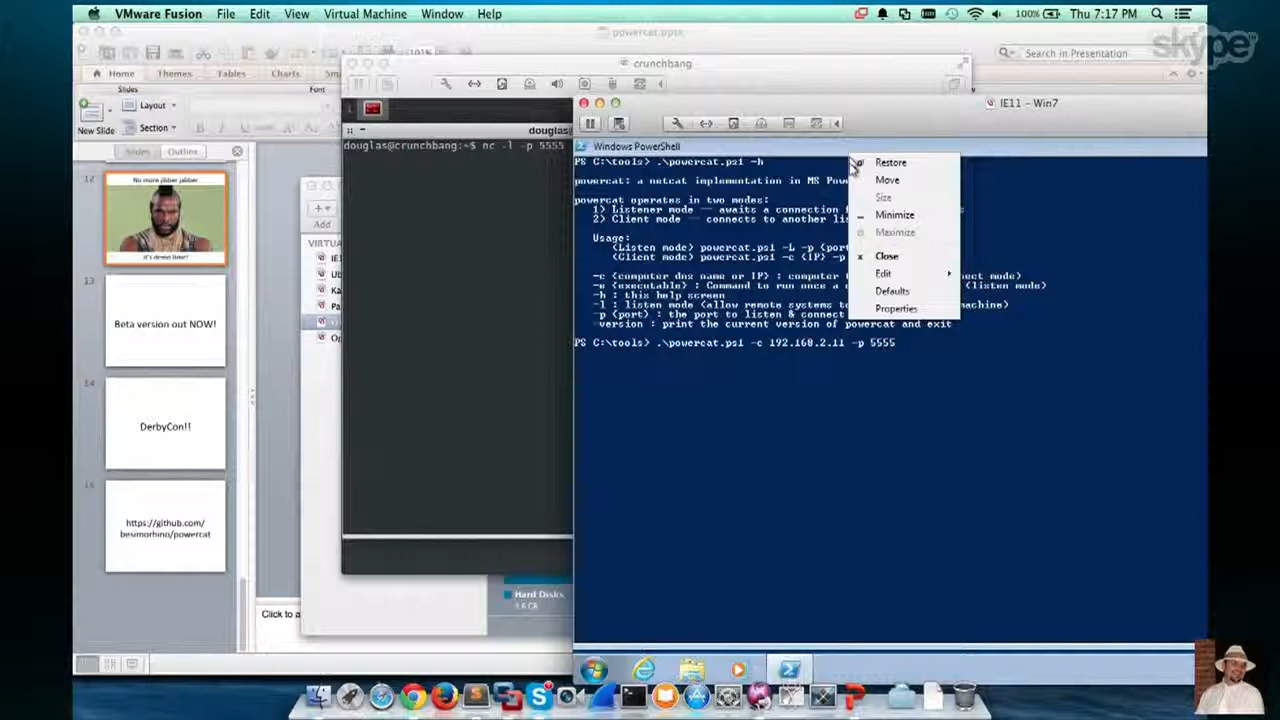 VMware Fusion File Edit View Virtual Machine Window Help
100% Thu 7:17 PM
skype
powercat.pptx
Search in Presentation
crunchbang
Home Themes Tables Charts
Slides Font
New Slide
Layout
Section
Slides Outline
IE11 - Win7
douglas@
douglas@crunchbang:~$ nc -l -p 5555
Windows PowerShell
PS C:\tools> .\powercat.ps1 -h
powercat: a netcat implementation in MS
powercat operates in two modes:
1) Listener mode -- awaits a connection
2) Client mode -- connects to another
Usage:
(Listen mode) powercat.ps1 -L -p
(Client mode) powercat.ps1 -c (IP) -p
-c (computer dns name or IP) : computer mode)
-e (executable) : Command to run once a (listen mode)
-h : this help screen
-l : listen mode (allow remote systems to
-p (port) : the port to listen & connect
version : print the current version of powercat and exit
PS C:\tools> .\powercat.ps1 -c 192.168.2.11 -p 5555
Restore
Move
Size
Minimize
Maximize
Close
Edit
Defaults
Properties
12
No more jibber jabber
it's demo time!
13
Beta version out NOW!
14
DerbyCon!!
https://github.com/
besimorhino/powercat
Add
Hard Disks
Click to a